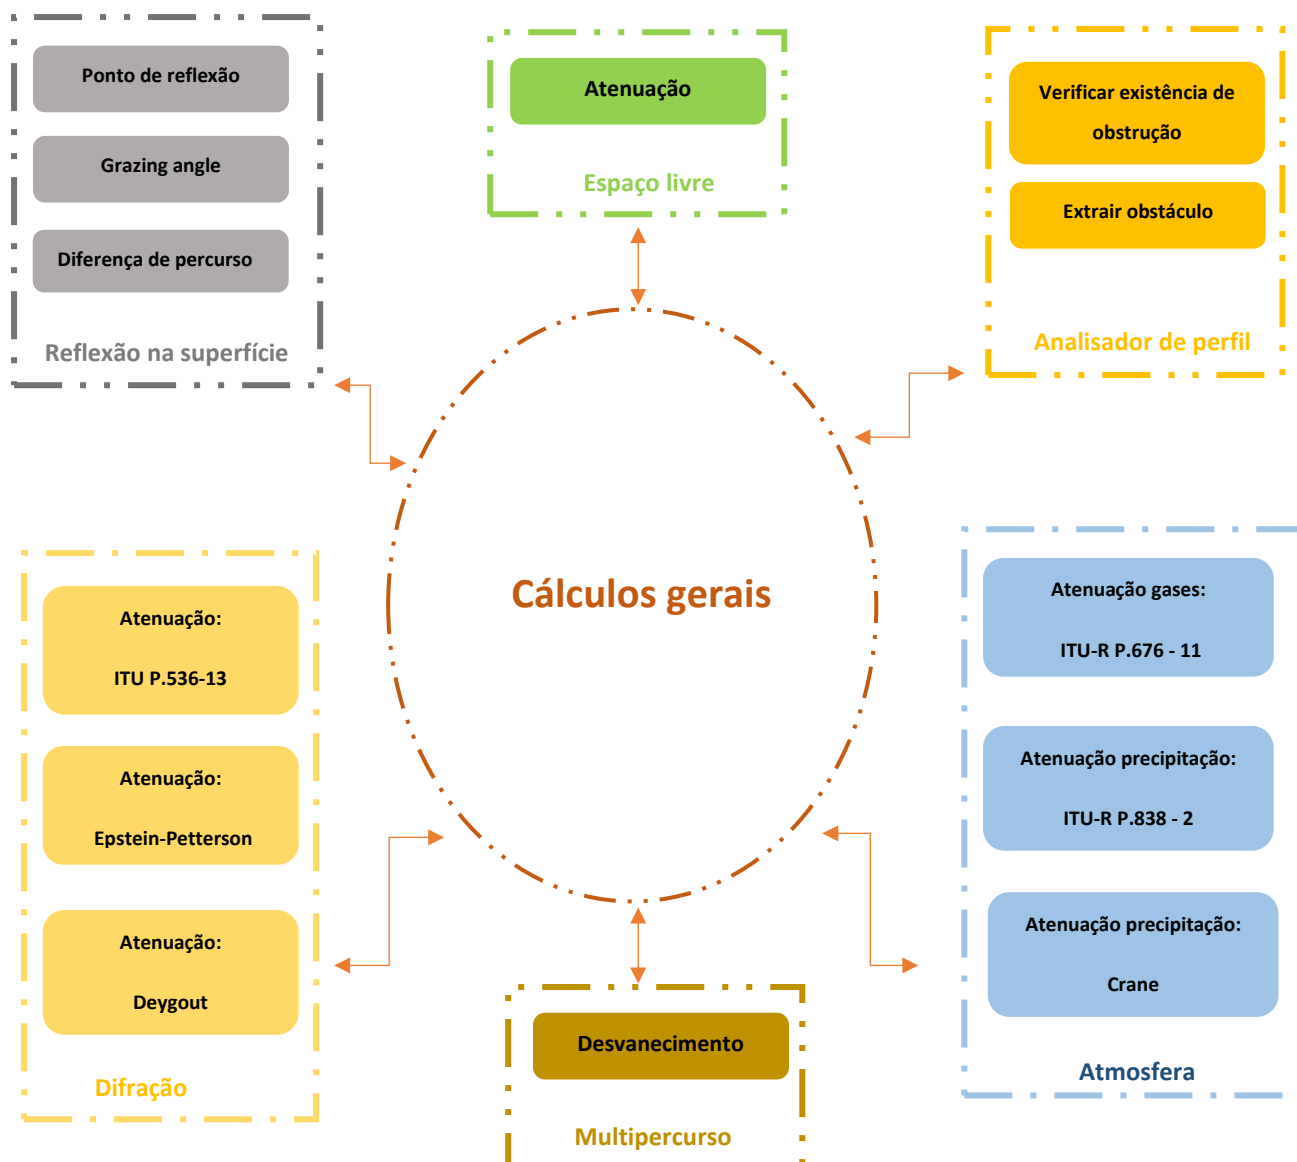 Ponto de reflexão
Grazing angle
Diferença de percurso
Reflexão na superfície
Atenuação
Espaço livre
Verificar existência de
obstrução
Extrair obstáculo
Analisador de perfil
Cálculos gerais
Atenuação:
ITU P.536-13
Atenuação:
Epstein-Petterson
Atenuação:
Deygout
Difração
Desvanecimento
Multipercurso
Atenuação gases:
ITU-R P.676 - 11
Atenuação precipitação:
ITU-R P.838 - 2
Atenuação precipitação:
Crane
Atmosfera